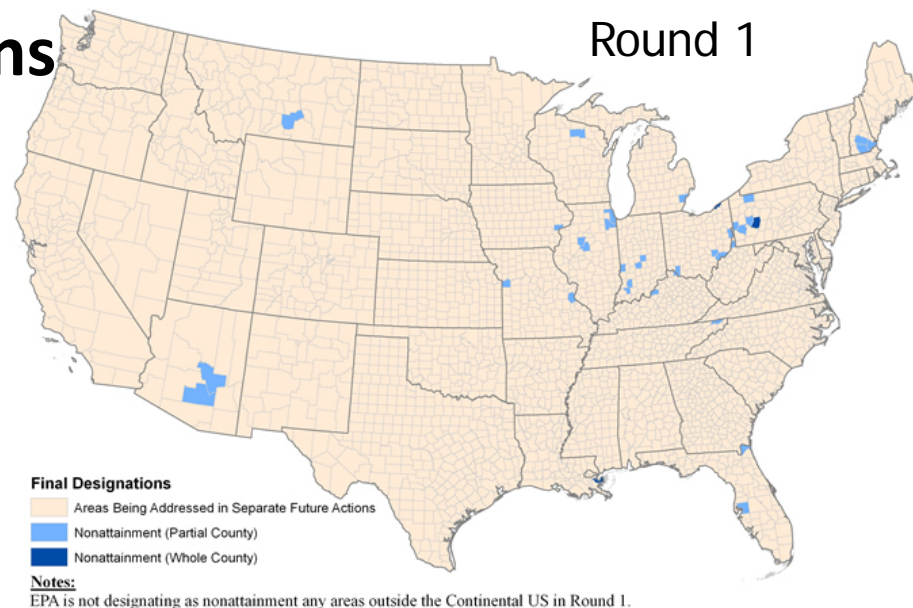 ns
Round 1
Final Designations
Areas Being Addressed in Separate Future Actions
Nonattainment (Partial County)
Nonattainment (Whole County)
Notes:
EPA is not designating as nonattainment any areas outside the Continental US in Round 1.